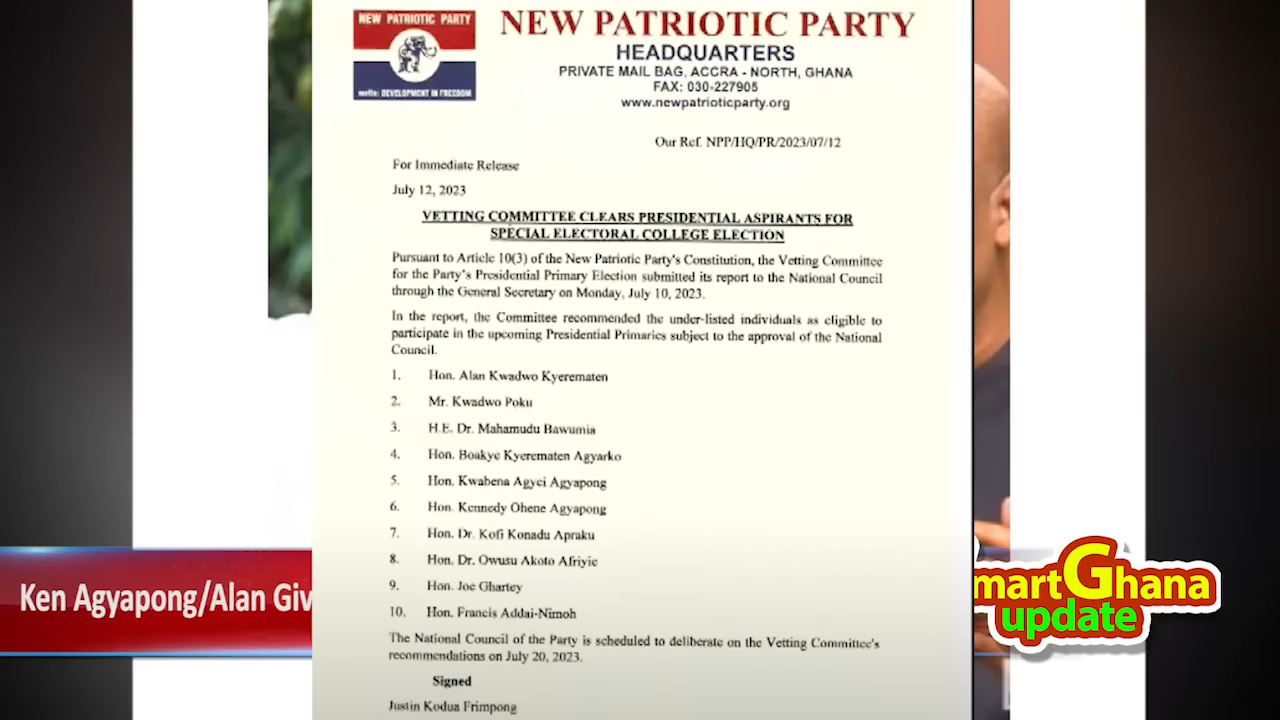 NEW PATRIOTIC PARTY
DEVELOPMENT IN FREEDOM
NEW PATRIOTIC PARTY
HEADQUARTERS
PRIVATE MAIL BAG, ACCRA - NORTH, GHANA
FAX: 030-227905
www.newpatrioticparty.org
Our Ref. NPP/HQ/PR/2023/07/12
For Immediate Release
July 12, 2023
VETTING COMMITTEE CLEARS PRESIDENTIAL ASPIRANTS FOR
SPECIAL ELECTORAL COLLEGE ELECTION
Pursuant to Article 10(3) of the New Patriotic Party's Constitution, the Vetting Committee
for the Party's Presidential Primary Election submitted its report to the National Council
through the General Secretary on Monday, July 10, 2023.
In the report, the Committee recommended the under-listed individuals as eligible to
participate in the upcoming Presidential Primaries subject to the approval of the National
Council.
1. Hon. Alan Kwadwo Kyerematen
2. Mr. Kwadwo Poku
3. H.E. Dr. Mahamudu Bawumia
4. Hon. Boakye Kyerematen Agyarko
5. Hon. Kwabena Agyei Agyapong
6. Hon. Kennedy Ohene Agyapong
7. Hon. Dr. Kofi Konadu Apraku
8. Hon. Dr. Owusu Akoto Afriyie
9. Hon. Joe Ghartey
10. Hon. Francis Addai-Nimoh
The National Council of the Party is scheduled to deliberate on the Vetting Committee's
recommendations on July 20, 2023.
Signed
Justin Kodua Frimpong
Ken Agyapong/Alan Giv
martGhana
update